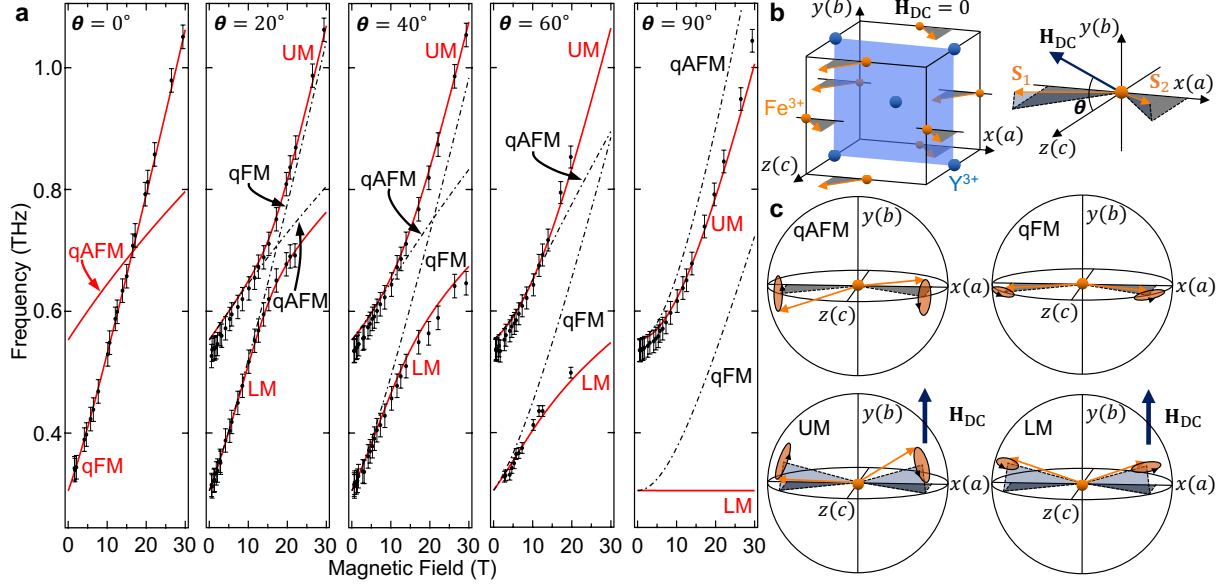 a
θ = 0°
θ = 20°
θ = 40°
θ = 60°
θ = 90°
Frequency (THz)
1.0
0.8
0.6
0.4
qAFM
qFM
UM
qFM
qAFM
LM
UM
qAFM
qFM
LM
UM
qAFM
qFM
LM
qAFM
UM
qFM
LM
0 10 20 30
0 10 20 30
0 10 20 30
0 10 20 30
0 10 20 30
Magnetic Field (T)
b
y(b)
H_DC = 0
Fe³⁺
x(a)
z(c)
Y³⁺
y(b)
H_DC
S₁
S₂
x(a)
θ
z(c)
c
y(b)
qAFM
x(a)
z(c)
y(b)
qFM
x(a)
z(c)
y(b)
H_DC
UM
x(a)
z(c)
y(b)
H_DC
LM
x(a)
z(c)